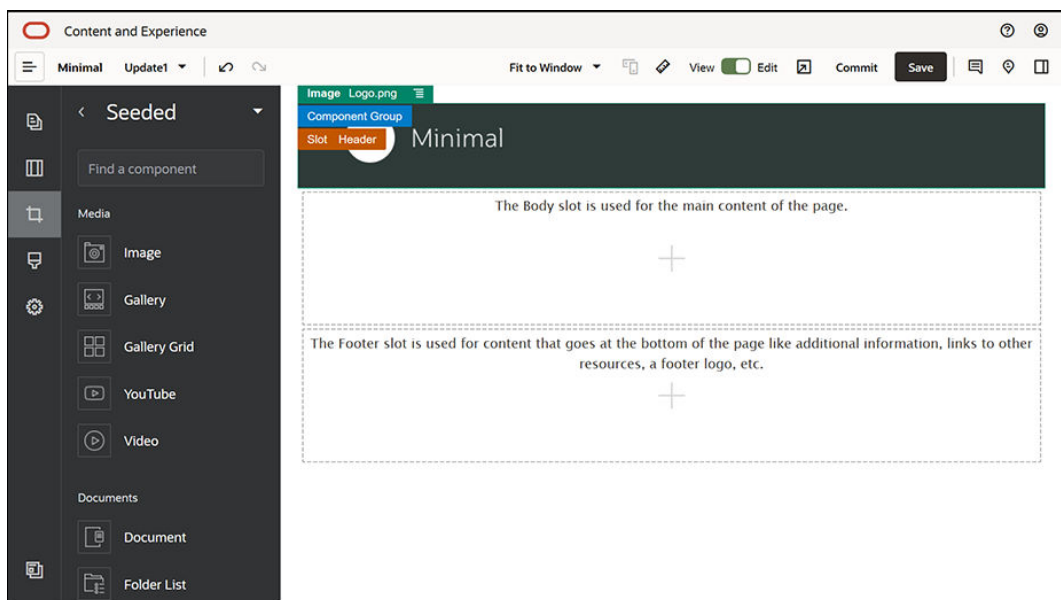 Content and Experience
Minimal Update1 Fit to Window View Edit Commit Save
Seeded
Find a component
Media
Image
Gallery
Gallery Grid
YouTube
Video
Documents
Document
Folder List
Image Logo.png
Component Group
Slot Header
Minimal
The Body slot is used for the main content of the page.
The Footer slot is used for content that goes at the bottom of the page like additional information, links to other
resources, a footer logo, etc.